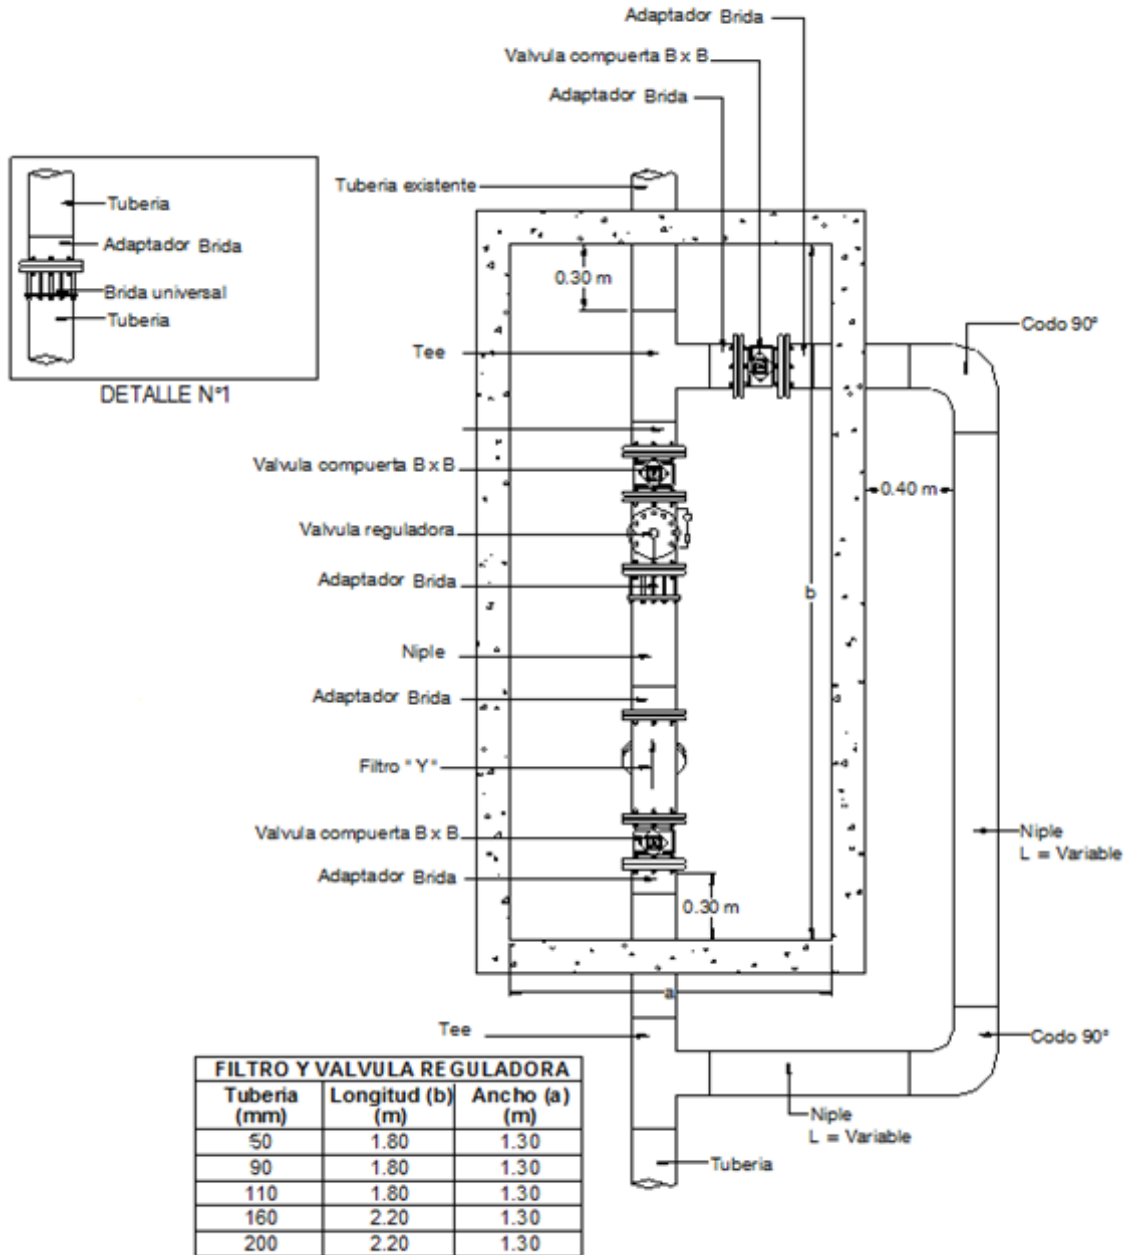 Adaptador Brida
Valvula compuerta B x B
Adaptador Brida
Tuberia existente
Tuberia
Adaptador Brida
Brida universal
Tuberia
DETALLE N°1
0.30 m
Tee
Codo 90°
Valvula compuerta B x B
0.40 m
Valvula reguladora
Adaptador Brida
b
Niple
Adaptador Brida
Filtro " Y"
Valvula compuerta B x B
Niple
L = Variable
Adaptador Brida
0.30 m
a
Tee
Codo 90°
FILTRO Y VALVULA REGULADORA
Tuberia (mm) Longitud (b) (m) Ancho (a) (m)
50 1.80 1.30
90 1.80 1.30
110 1.80 1.30
160 2.20 1.30
200 2.20 1.30
Niple
L = Variable
Tuberia